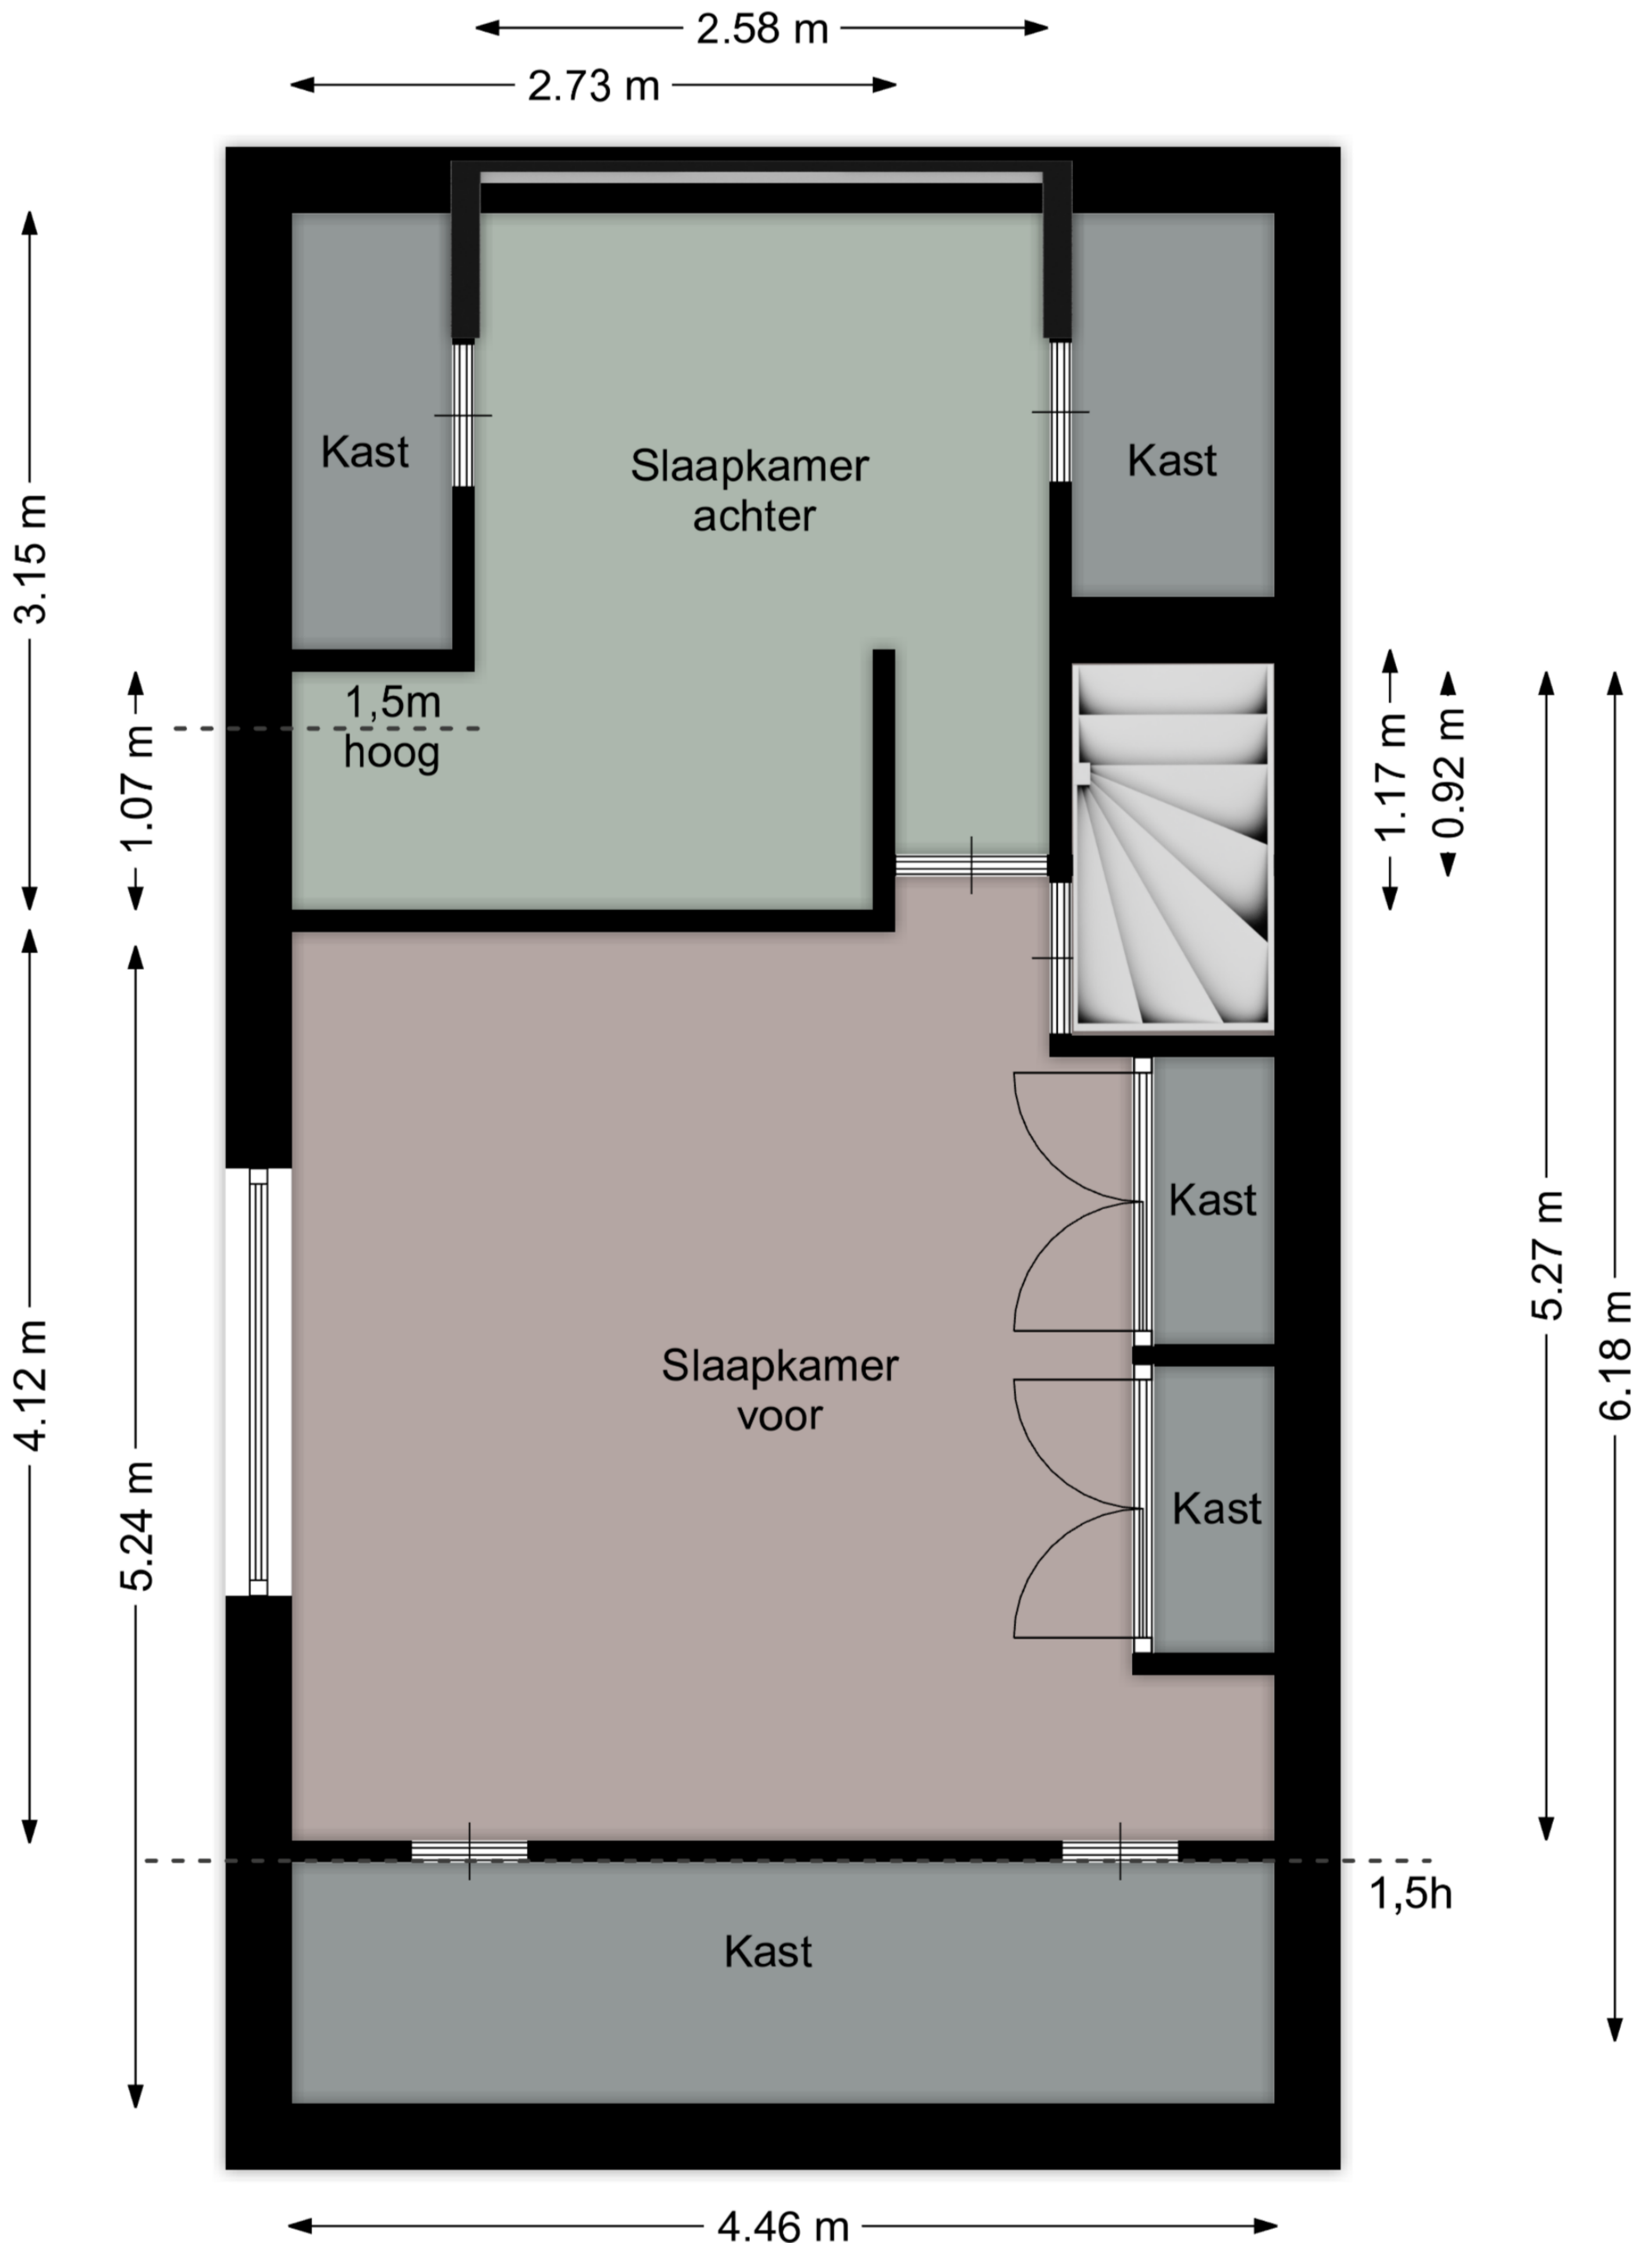 2.58 m
2.73 m
Kast
Slaapkamer
achter
Kast
3.15 m
1,5m
hoog
1.07 m
1.17 m
0.92 m
Kast
5.27 m
6.18 m
Slaapkamer
voor
4.12 m
5.24 m
Kast
1,5h
Kast
4.46 m